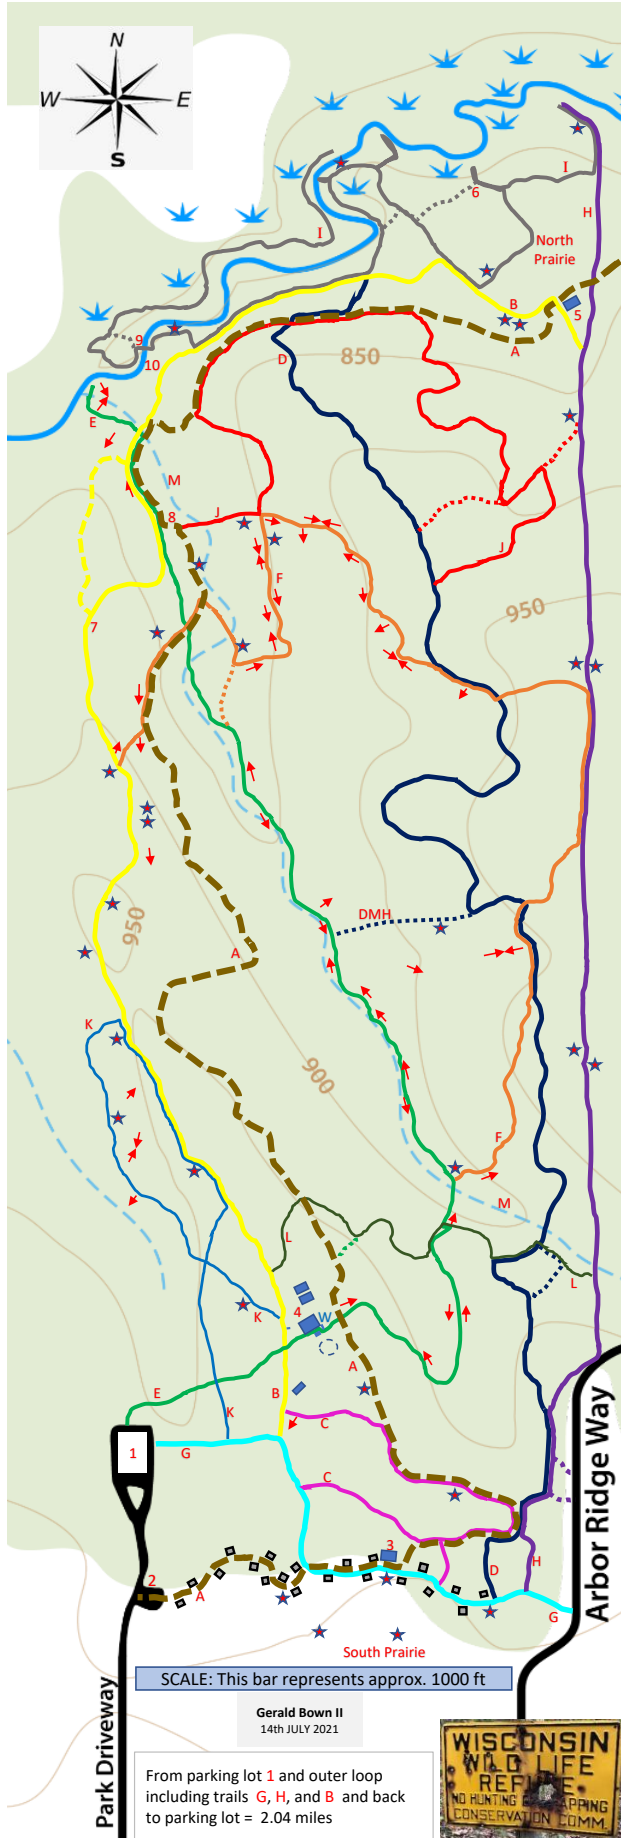 N
W
E
S
I
I
H
6
North
Prairie
B
5
A
9
10
D
850
E
M
8
J
J
F
950
7
DMH
A
950
K
900
F
M
L
L
4
W
K
A
E
B
K
C
1
G
C
3
2
A
D
H
G
Arbor Ridge Way
South Prairie
SCALE: This bar represents approx. 1000 ft
Gerald Bown II
14th JULY 2021
Park Driveway
From parking lot 1 and outer loop
including trails G, H, and B and back
to parking lot = 2.04 miles
WISCONSIN
WILD LIFE
REFUGE
NO HUNTING TRAPPING
CONSERVATION COMM.